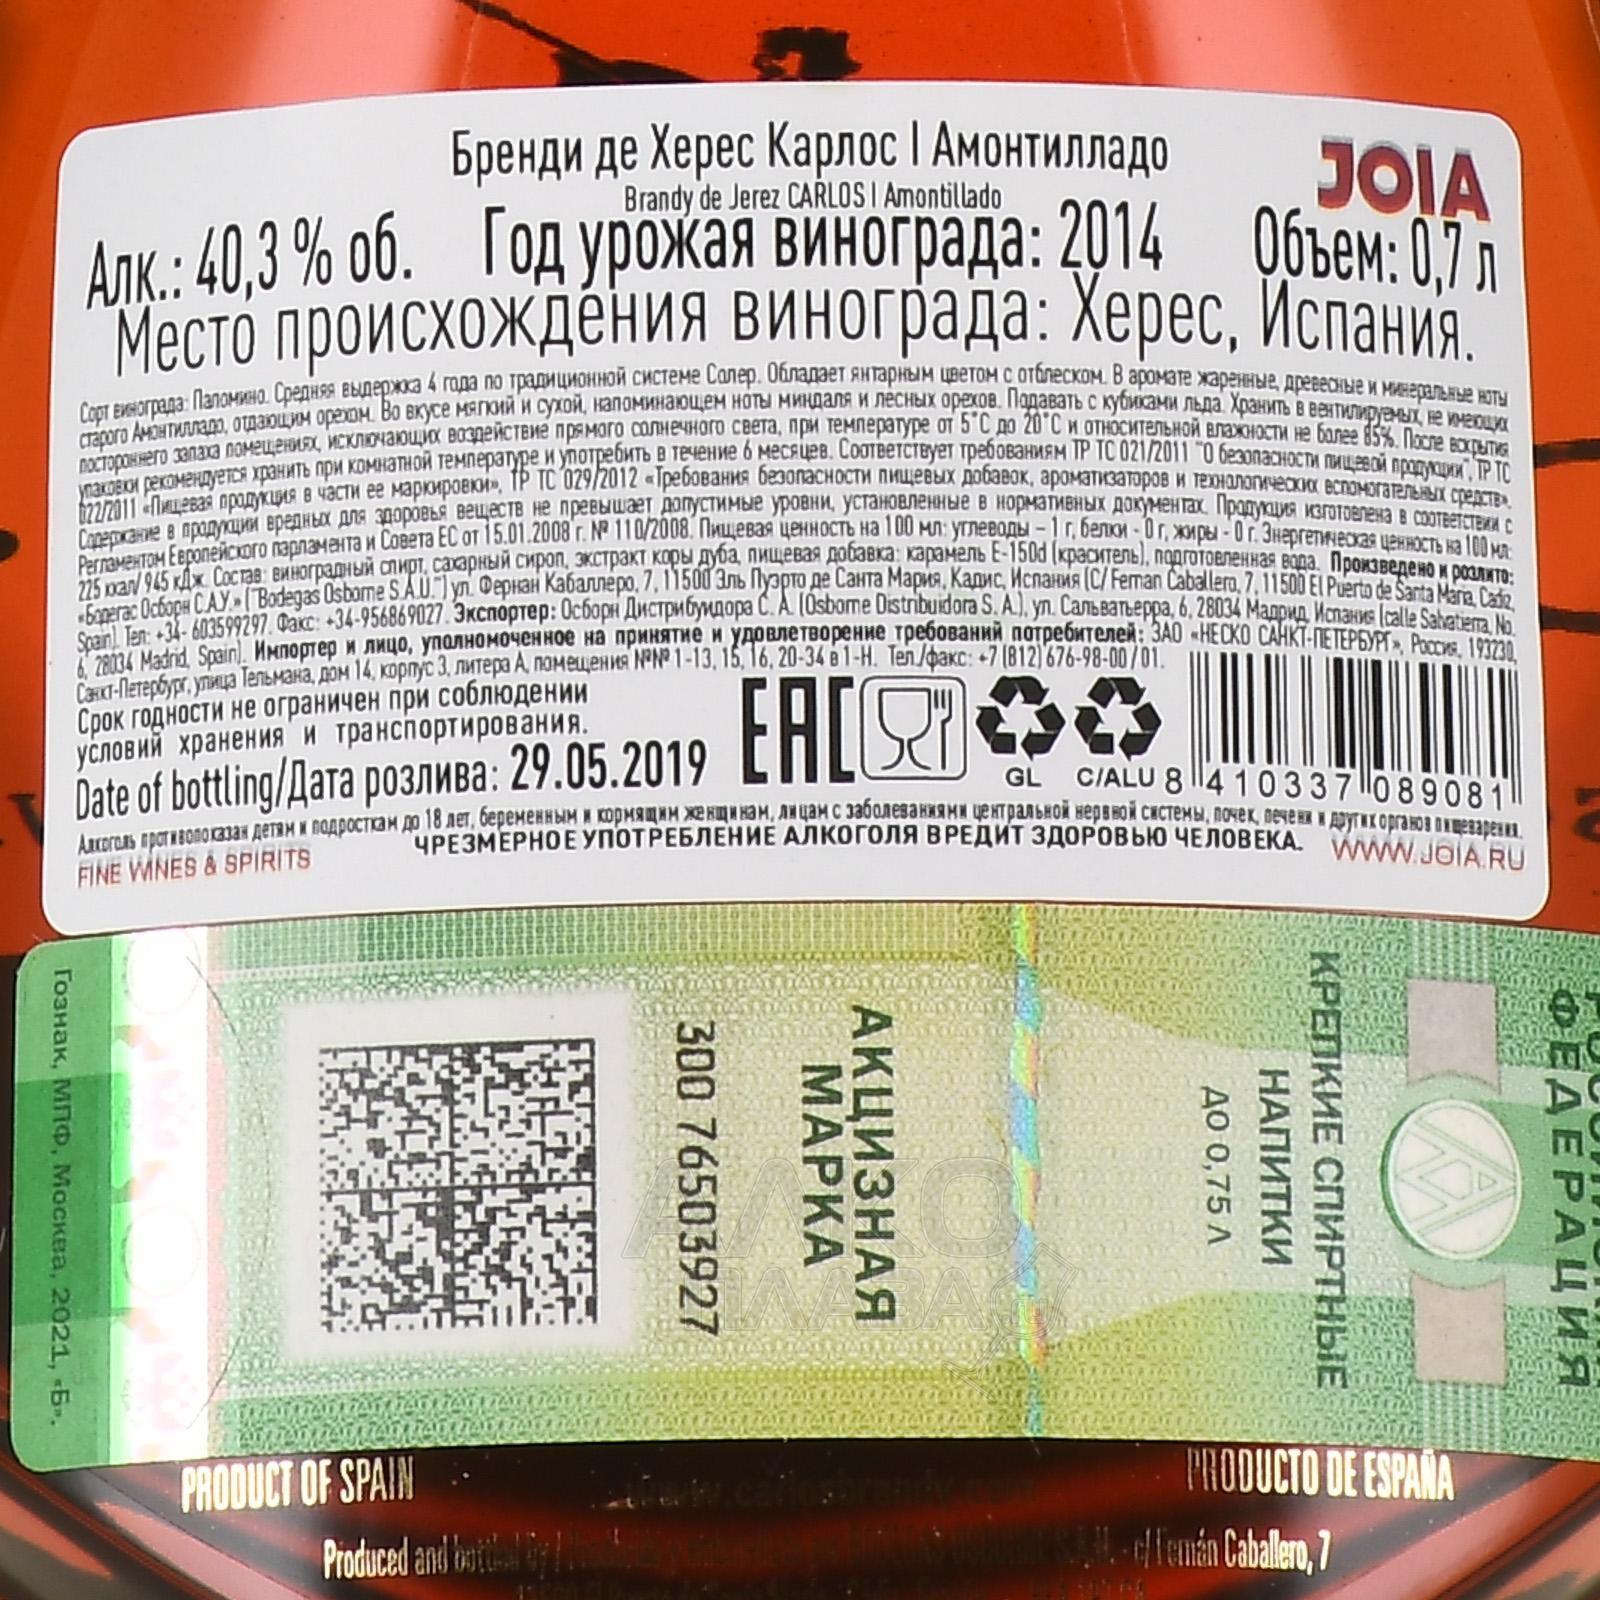 Бренди де Херес Карлос I Амонтилладо
JOIA
Brandy de Jerez CARLOS I Amontillado
Алк.: 40,3 % об. Год урожая винограда: 2014 Объем: 0,7 л
Место происхождения винограда: Херес, Испания.
Сорт винограда: Паломино. Средняя выдержка 4 года по традиционной системе Солер. Обладает янтарным цветом с отблеском. В аромате жаренные, древесные и минеральные ноты
старого Амонтилладо, отдающим орехом. Во вкусе мягкий и сухой, напоминающем ноты миндаля и лесных орехов. Подавать с кубиками льда. Хранить в вентилируемых, не имеющих
постороннего запаха помещениях, исключающих воздействие прямого солнечного света, при температуре от 5°С до 20°С и относительной влажности не более 85%. После вскрытия
упаковки рекомендуется хранить при комнатной температуре и употребить в течение 6 месяцев. Соответствует требованиям ТР ТС 021/2011 "О безопасности пищевой продукции", ТР ТС
022/2011 «Пищевая продукция в части ее маркировки», ТР ТС 029/2012 «Требования безопасности пищевых добавок, ароматизаторов и технологических вспомогательных средств».
Содержание в продукции вредных для здоровья веществ не превышает допустимые уровни, установленные в нормативных документах. Продукция изготовлена в соответствии с
Регламентом Европейского парламента и Совета ЕС от 15.01.2008 г. № 110/2008. Пищевая ценность на 100 мл: углеводы – 1 г, белки - 0 г, жиры - 0 г. Энергетическая ценность на 100 мл:
225 ккал/ 945 кДж. Состав: виноградный спирт, сахарный сироп, экстракт коры дуба, пищевая добавка: карамель Е-150d (краситель), подготовленная вода. Произведено и розлито:
«Бодегас Осборн С.А.У.» ("Bodegas Osborne S.A.U.") ул. Фернан Кабаллеро, 7, 11500 Эль Пуэрто де Санта Мария, Кадис, Испания (C/ Fernan Caballero, 7, 11500 El Puerto de Santa Maria, Cadiz,
Spain). Тел: +34- 603599297. Факс: +34-956869027. Экспортер: Осборн Дистрибуидора С. А. (Osborne Distribuidora S. A.), ул. Сальватьерра, 6, 28034 Мадрид, Испания (calle Salvatierra, No.
6, 28034 Madrid, Spain). Импортер и лицо, уполномоченное на принятие и удовлетворение требований потребителей: ЗАО «НЕСКО САНКТ-ПЕТЕРБУРГ», Россия, 193230,
Санкт-Петербург, улица Тельмана, дом 14, корпус 3, литера А, помещения №№ 1-13, 15, 16, 20-34 в 1-Н. Тел./факс: +7 (812) 676-98-00 / 01.
Срок годности не ограничен при соблюдении
условий хранения и транспортирования.
Date of bottling/Дата розлива: 29.05.2019
EAC
GL C/ALU
8 410337 089081
Алкоголь противопоказан детям и подросткам до 18 лет, беременным и кормящим женщинам, лицам с заболеваниями центральной нервной системы, почек, печени и других органов пищеварения.
ЧРЕЗМЕРНОЕ УПОТРЕБЛЕНИЕ АЛКОГОЛЯ ВРЕДИТ ЗДОРОВЬЮ ЧЕЛОВЕКА.
FINE WINES & SPIRITS
WWW.JOIA.RU
РОССИЙСКАЯ
ФЕДЕРАЦИЯ
КРЕПКИЕ СПИРТНЫЕ
НАПИТКИ
ДО 0,75 Л
АКЦИЗНАЯ
МАРКА
300 76503927
Гознак, МПФ, Москва, 2021, «Б».
АЛКО
ПЛАВА
PRODUCT OF SPAIN
PRODUCTO DE ESPAÑA
www.carlosbrandy.com
Produced and bottled by / c/ Fernán Caballero, 7